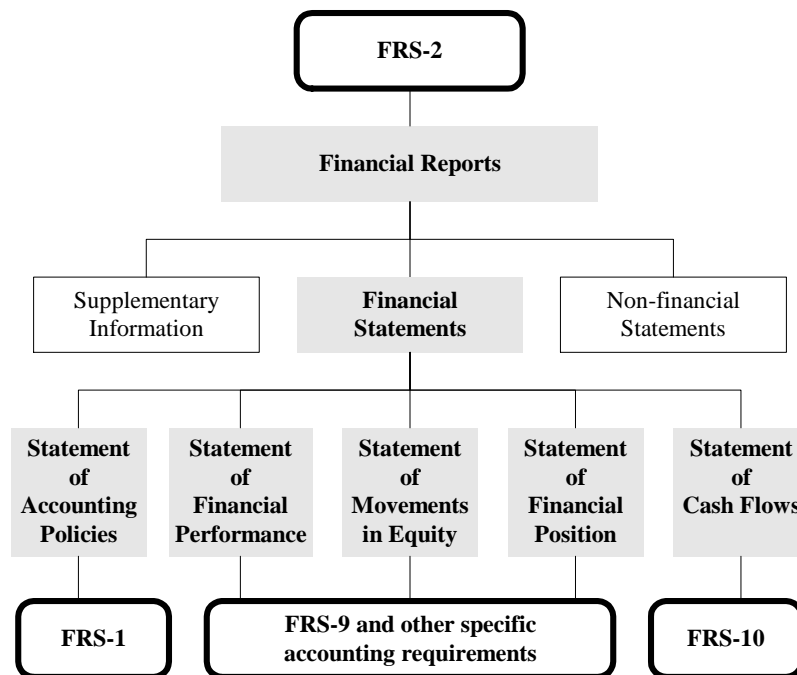 FRS-2
Financial Reports
Supplementary
Information
Financial
Statements
Non-financial
Statements
Statement
of
Accounting
Policies
Statement
of
Financial
Performance
Statement
of
Movements
in Equity
Statement
of
Financial
Position
Statement
of
Cash Flows
FRS-1
FRS-9 and other specific
accounting requirements
FRS-10